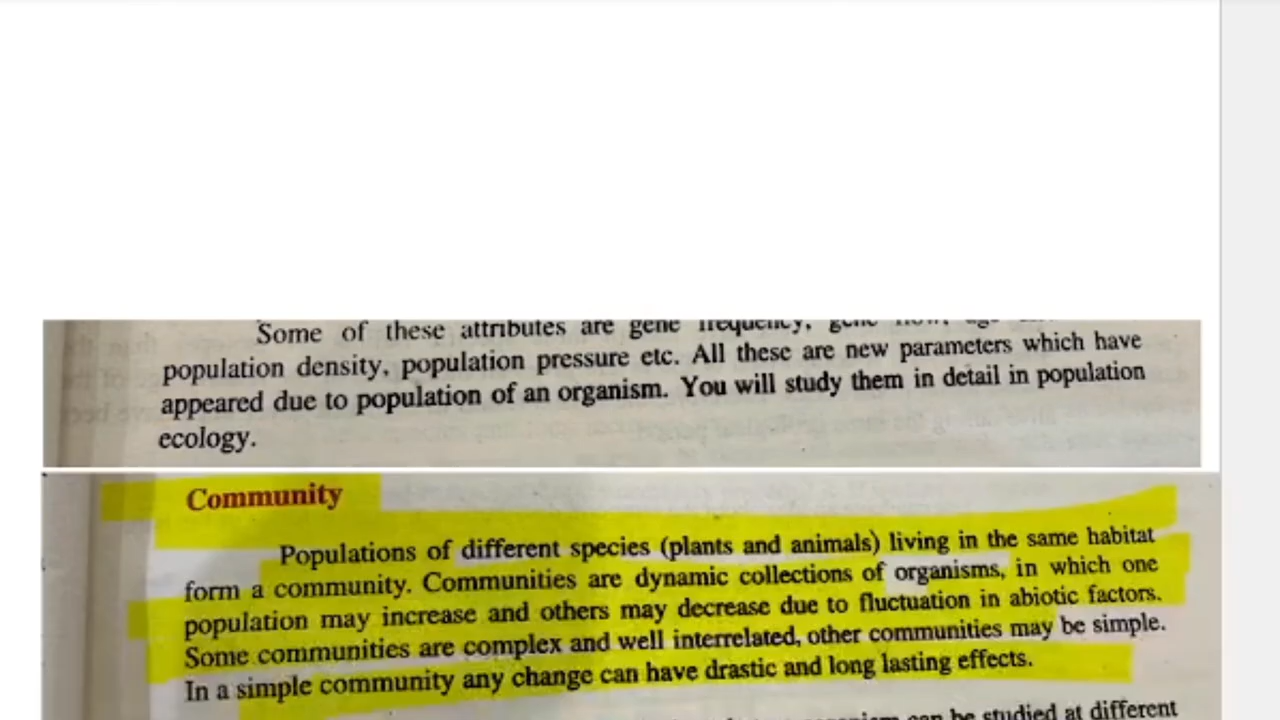 Some of these attributes are gene frequency, gene
population density, population pressure etc. All these are new parameters which have
appeared due to population of an organism. You will study them in detail in population
ecology.
Community
Populations of different species (plants and animals) living in the same habitat
form a community. Communities are dynamic collections of organisms, in which one
population may increase and others may decrease due to fluctuation in abiotic factors.
Some communities are complex and well interrelated, other communities may be simple.
In a simple community any change can have drastic and long lasting effects.
can be studied at different